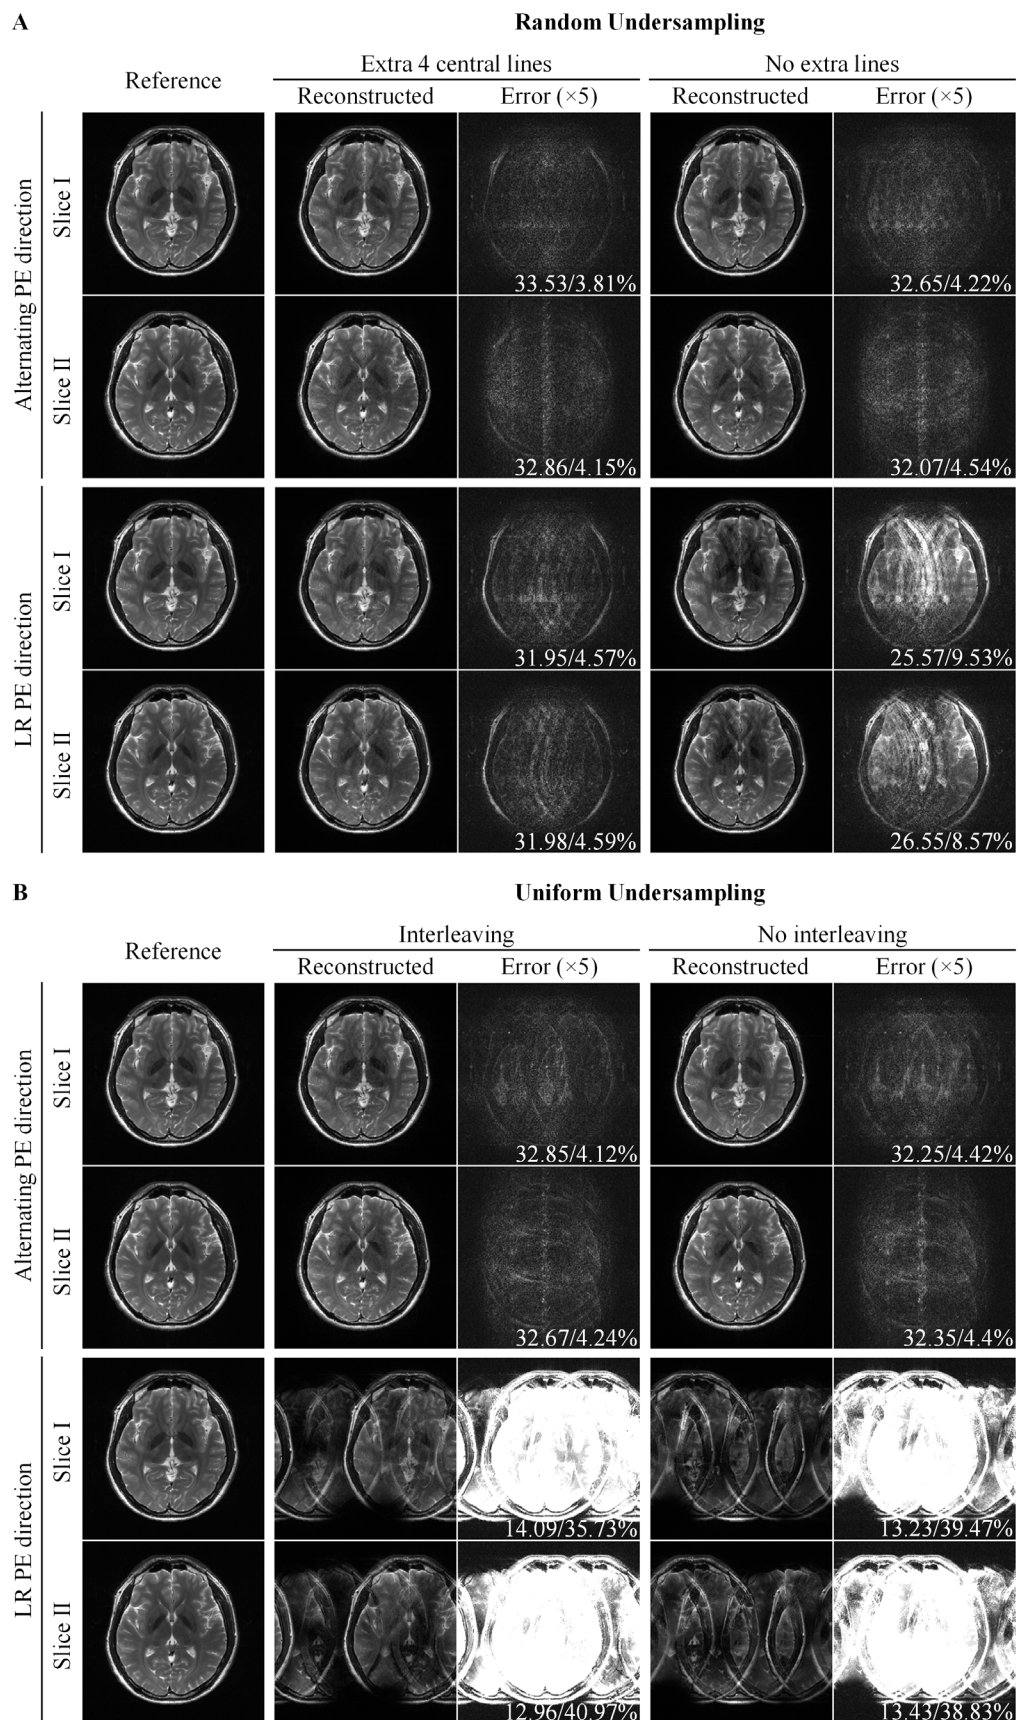 A
Random Undersampling
Reference
Extra 4 central lines
No extra lines
Reconstructed
Error (×5)
Reconstructed
Error (×5)
Alternating PE direction
Slice I
33.53/3.81%
32.65/4.22%
Slice II
32.86/4.15%
32.07/4.54%
LR PE direction
Slice I
31.95/4.57%
25.57/9.53%
Slice II
31.98/4.59%
26.55/8.57%
B
Uniform Undersampling
Reference
Interleaving
No interleaving
Reconstructed
Error (×5)
Reconstructed
Error (×5)
Alternating PE direction
Slice I
32.85/4.12%
32.25/4.42%
Slice II
32.67/4.24%
32.35/4.4%
LR PE direction
Slice I
14.09/35.73%
13.23/39.47%
Slice II
12.96/40.97%
13.43/38.83%